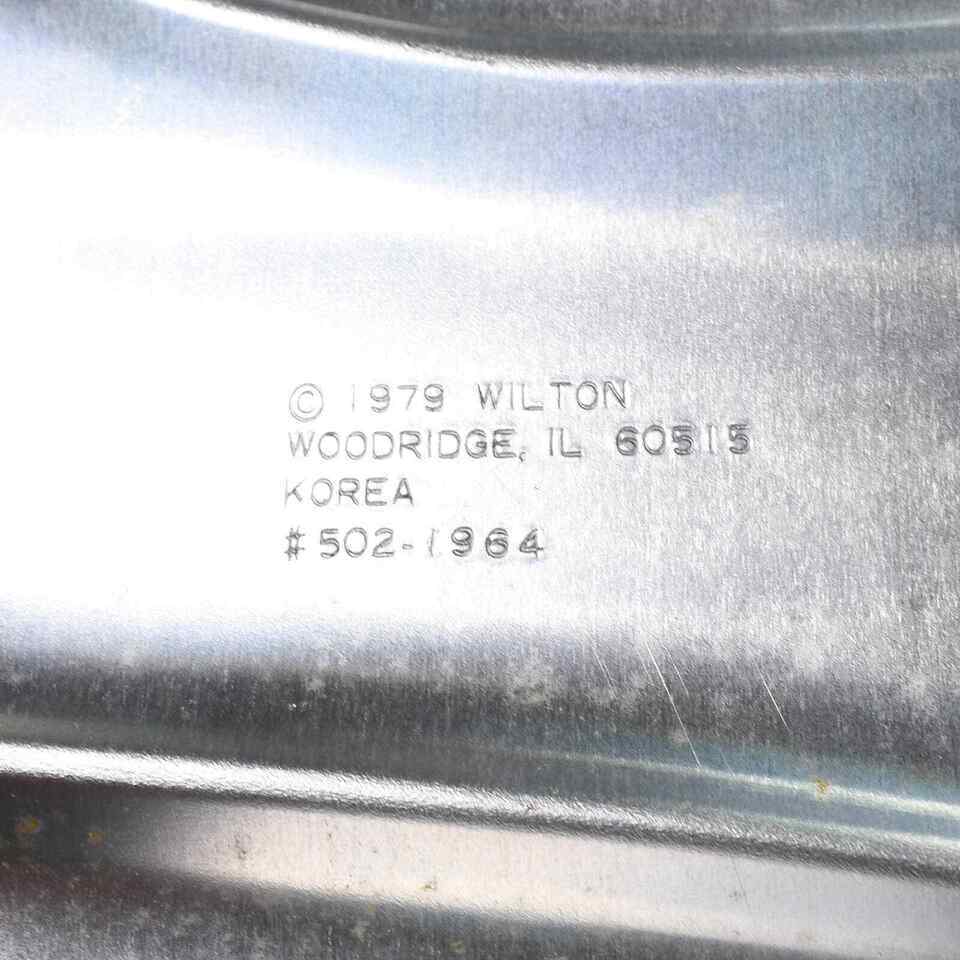 © 1979 WILTON
WOODRIDGE, IL 60515
KOREA
#502-1964